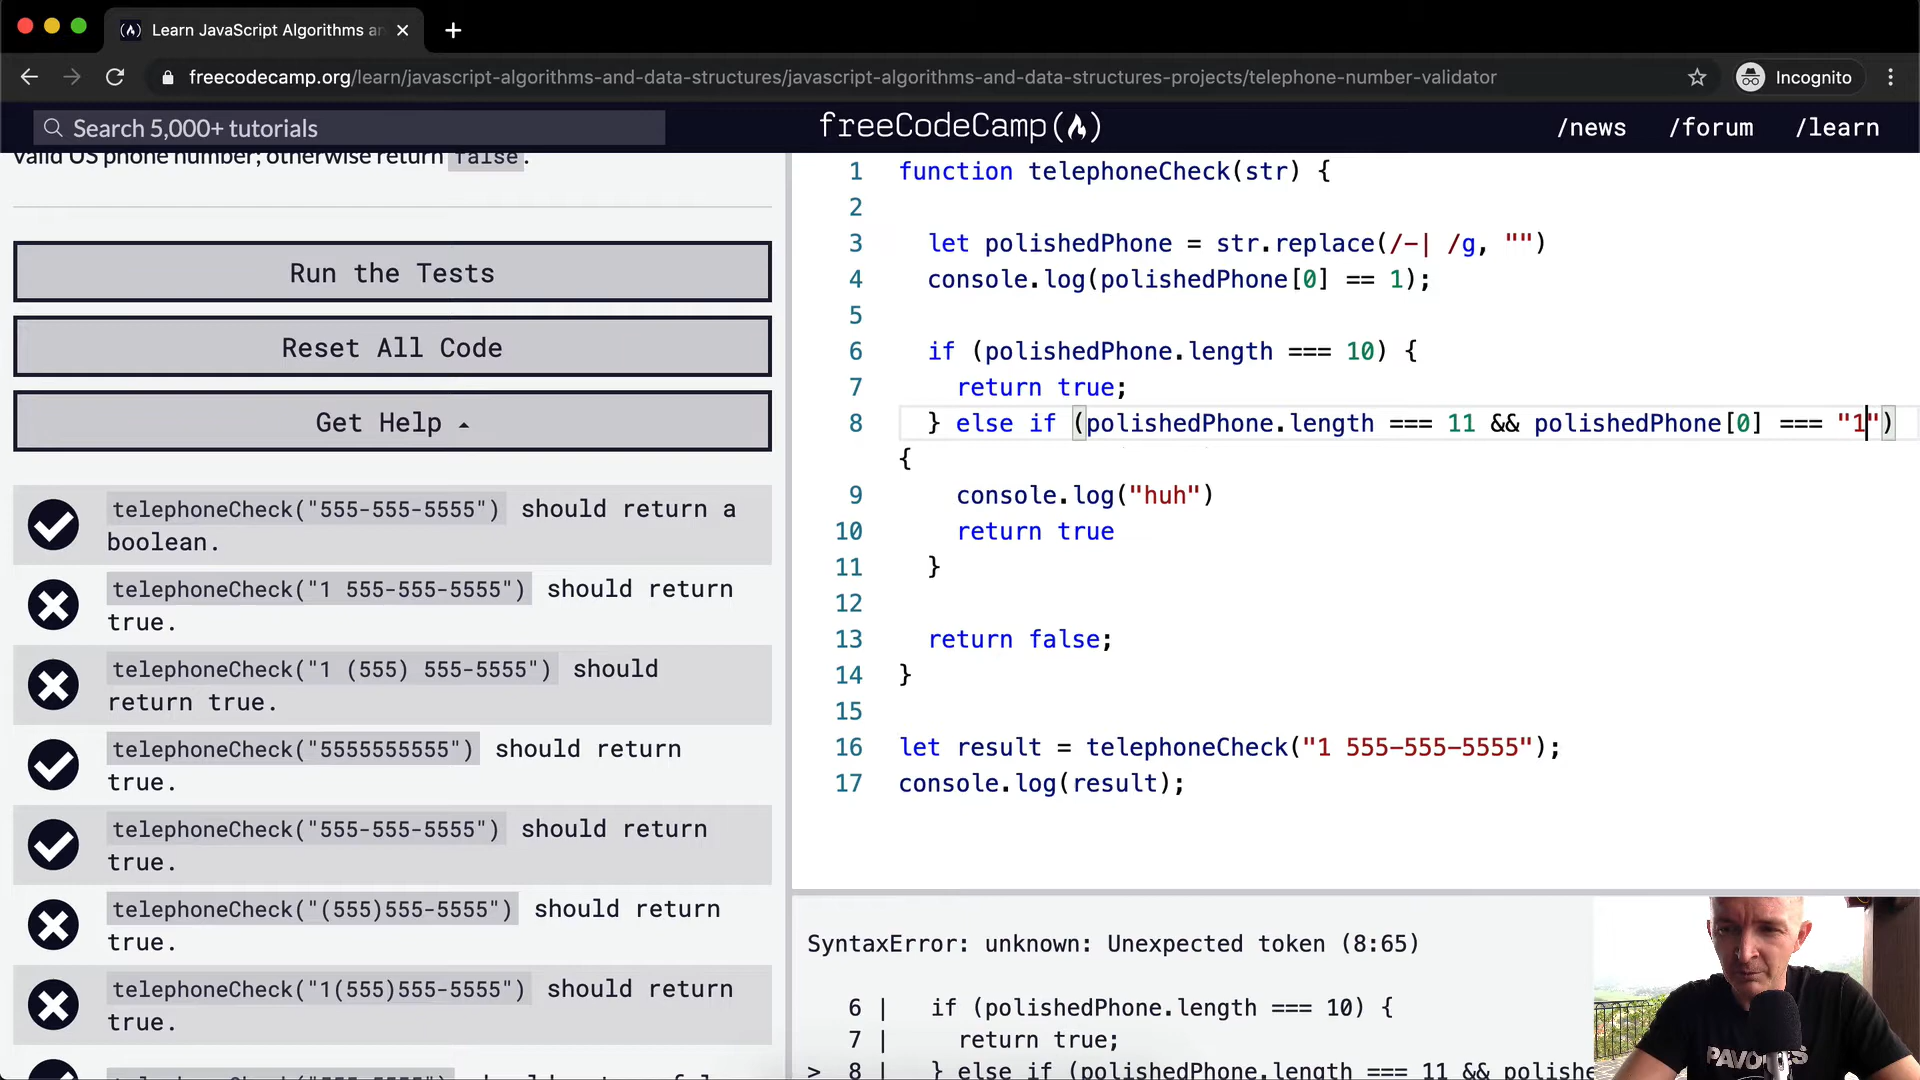 Learn JavaScript Algorithms an
freecodecamp.org/learn/javascript-algorithms-and-data-structures/javascript-algorithms-and-data-structures-projects/telephone-number-validator
Incognito
Search 5,000+ tutorials
freeCodeCamp
/news
/forum
/learn
valid US phone number; otherwise return false.
Run the Tests
Reset All Code
Get Help
telephoneCheck("555-555-5555") should return a
boolean.
telephoneCheck("1 555-555-5555") should return
true.
telephoneCheck("1 (555) 555-5555") should
return true.
telephoneCheck("5555555555") should return
true.
telephoneCheck("555-555-5555") should return
true.
telephoneCheck("(555)555-5555") should return
true.
telephoneCheck("1(555)555-5555") should return
true.
1 function telephoneCheck(str) {
2
3 let polishedPhone = str.replace(/-| /g, "")
4 console.log(polishedPhone[0] == 1);
5
6 if (polishedPhone.length === 10) {
7 return true;
8 } else if (polishedPhone.length === 11 && polishedPhone[0] === "1")
{
9 console.log("huh")
10 return true
11 }
12
13 return false;
14 }
15
16 let result = telephoneCheck("1 555-555-5555");
17 console.log(result);
SyntaxError: unknown: Unexpected token (8:65)
6 | if (polishedPhone.length === 10) {
7 | return true;
> 8 | } else if (polishedPhone.length === 11 && polishe